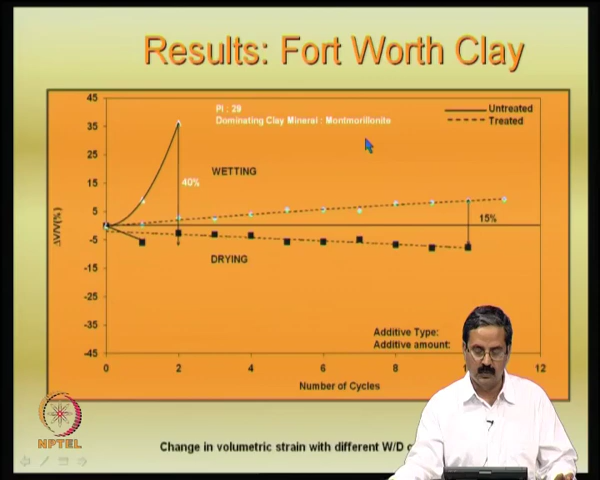 Results: Fort Worth Clay
45
35
25
15
5
-5
-15
-25
-35
-45
ΔV/V(%)
PI : 29
Dominating Clay Mineral : Montmorillonite
Untreated
Treated
WETTING
40%
15%
DRYING
Additive Type:
Additive amount:
0 2 4 6 8 12
Number of Cycles
NPTEL
Change in volumetric strain with different W/D